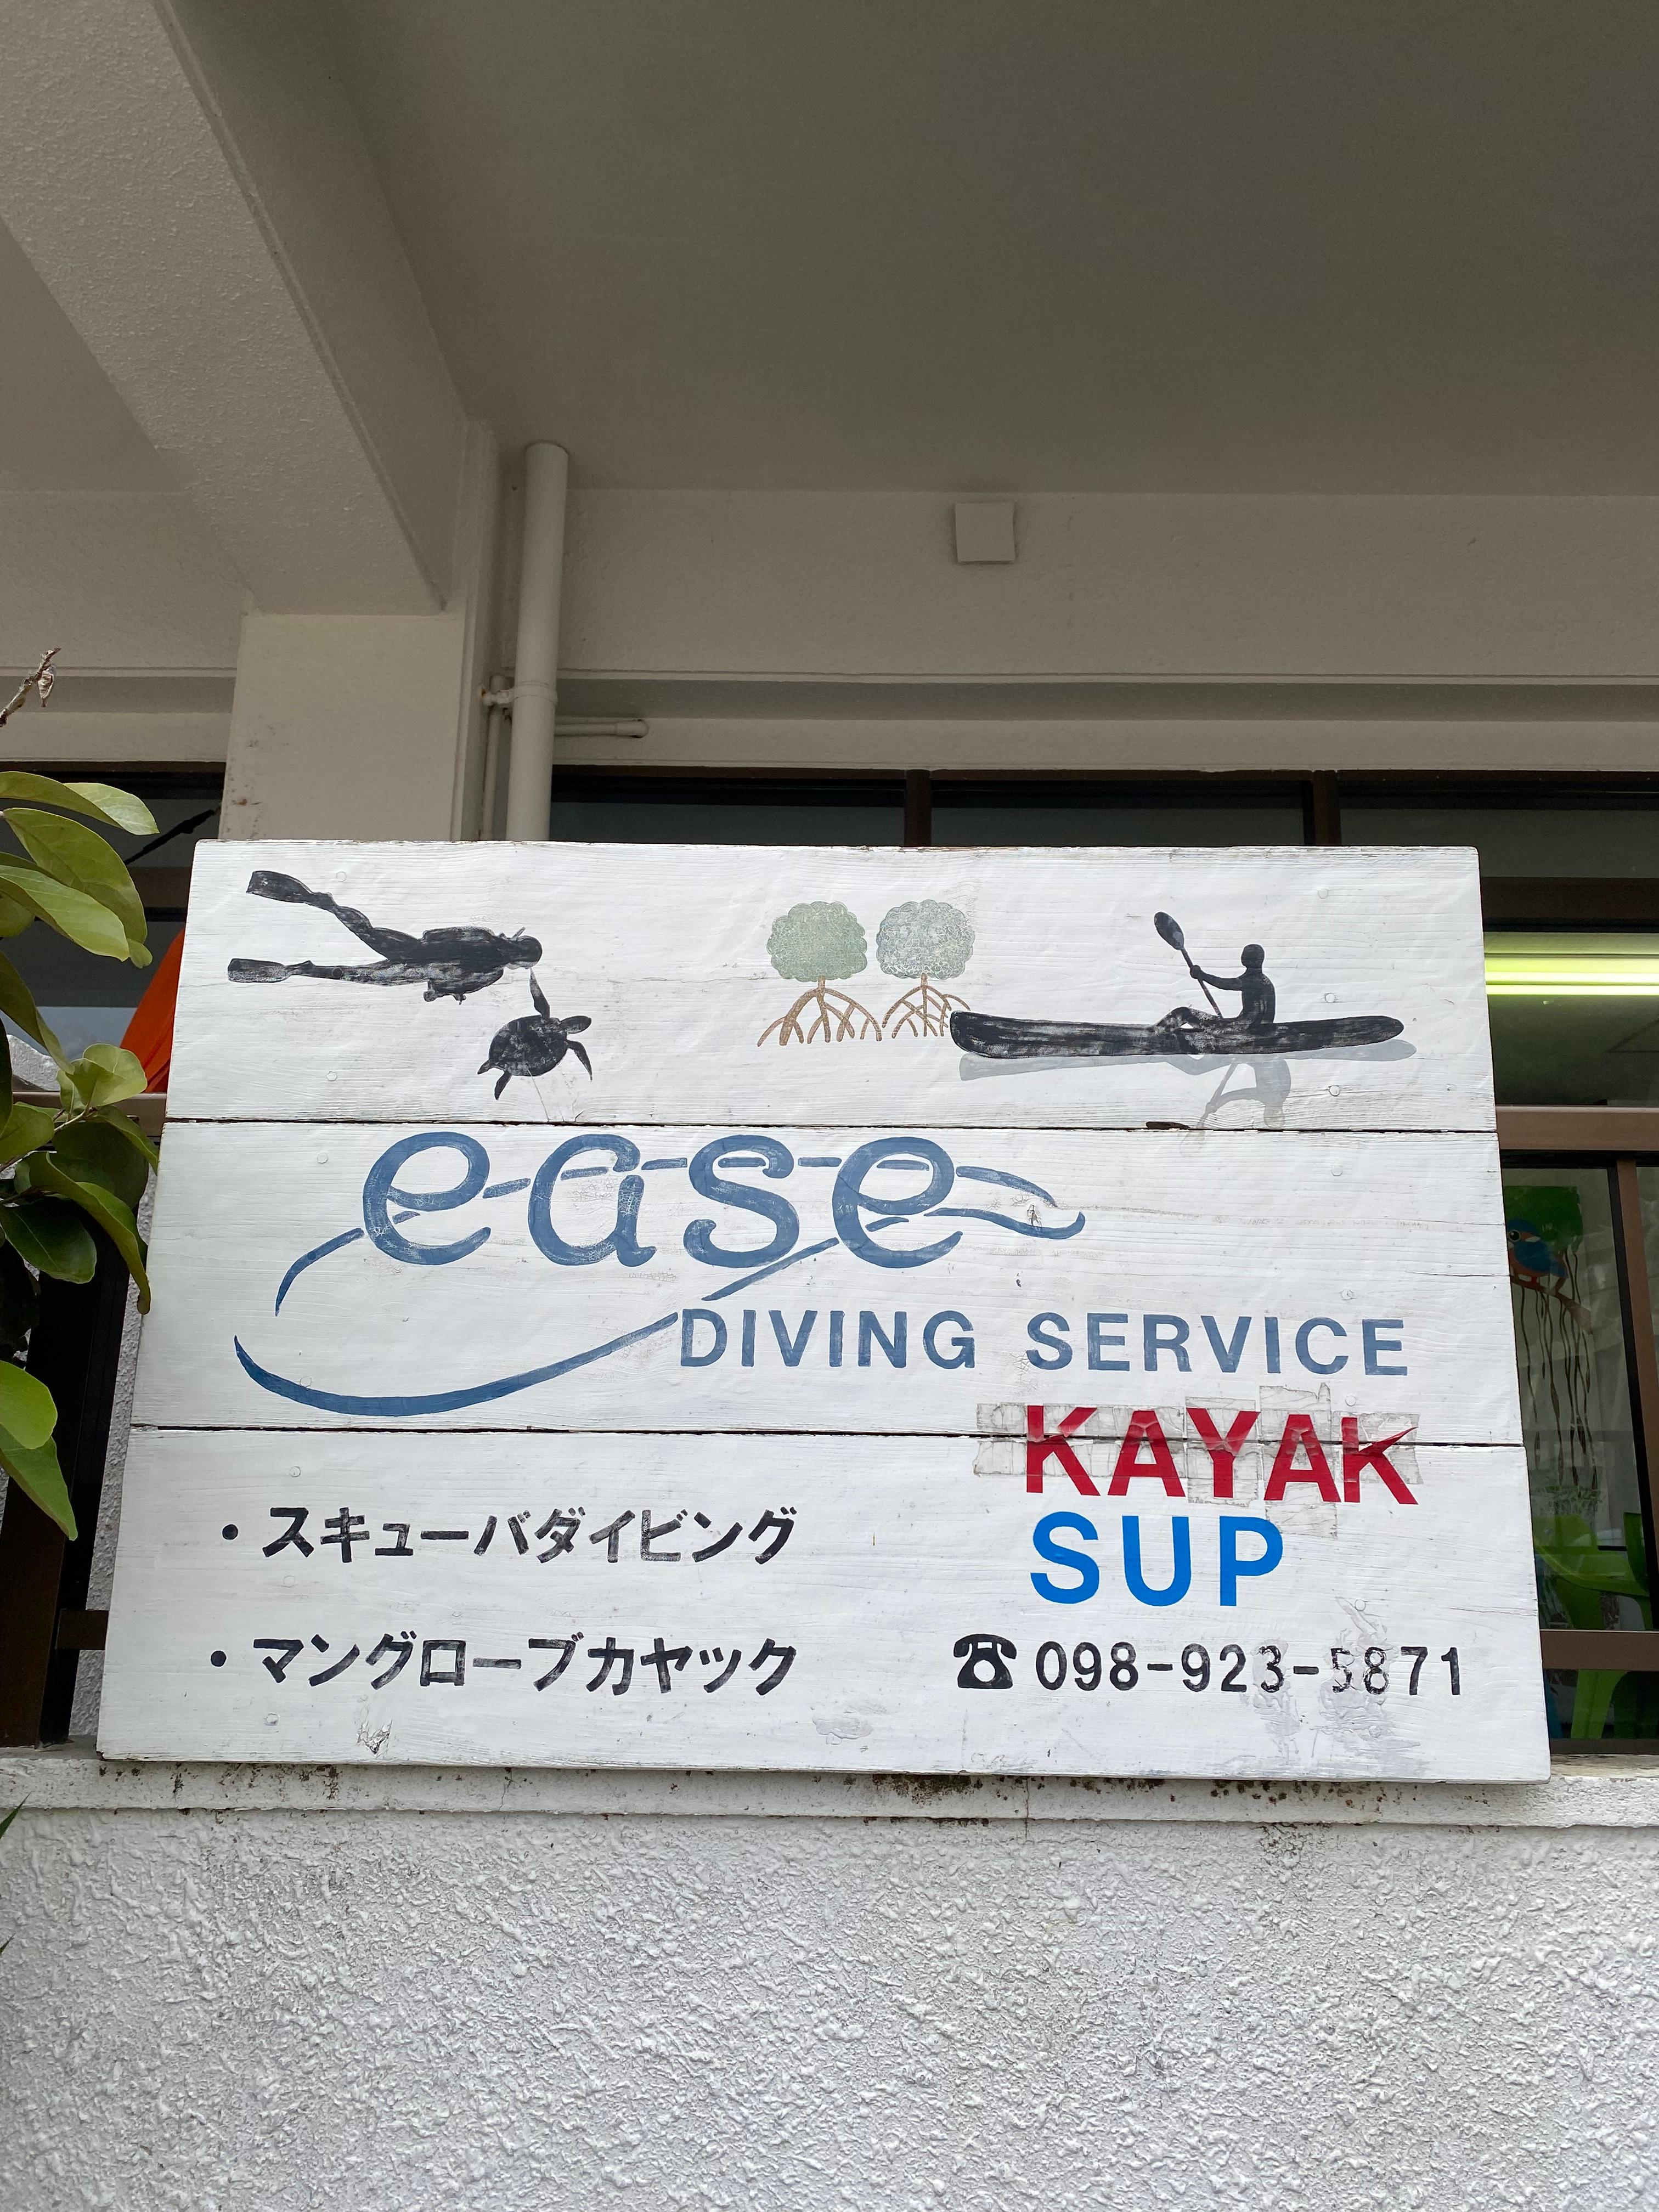 ease
DIVING SERVICE
KAYAK
SUP
・スキューバダイビング
・マングローブカヤック
☎098-923-5871